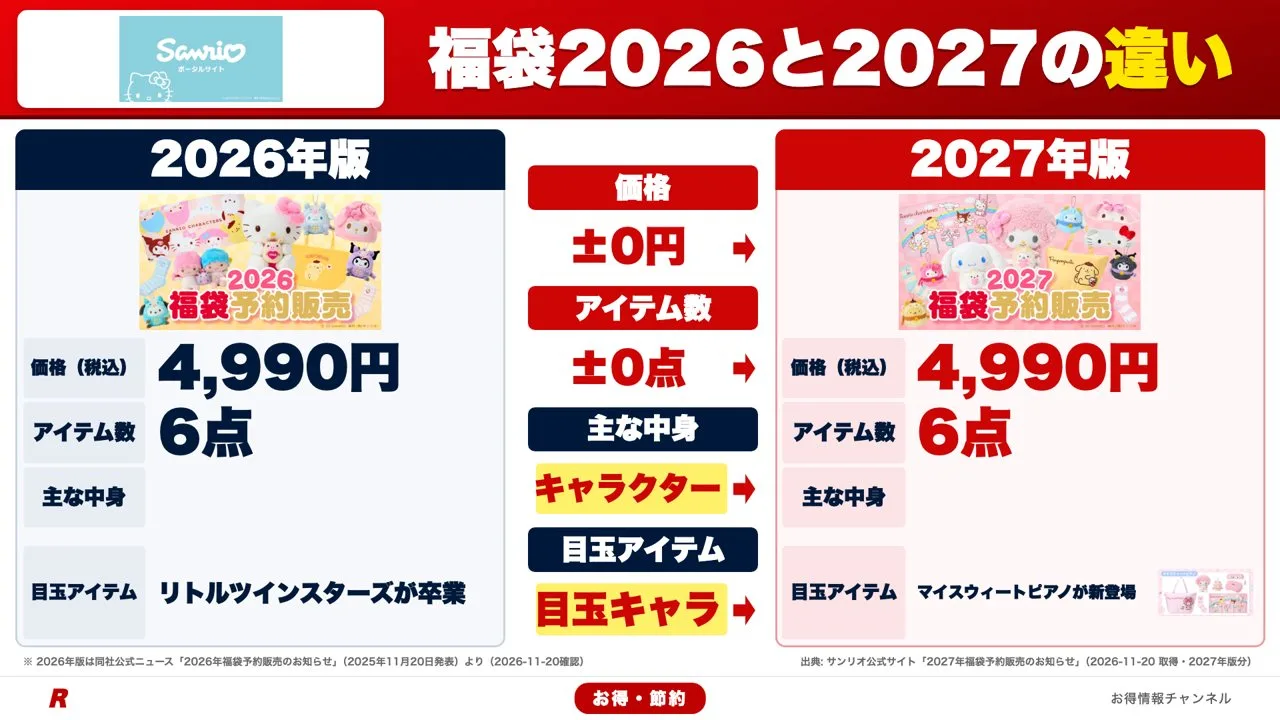 Sanrio
ポータルサイト
福袋2026と2027の違い
2026年版
SANRIO CHARACTERS
2026
福袋予約販売
価格（税込）
4,990円
アイテム数
6点
主な中身
目玉アイテム
リトルツインスターズが卒業
価格
±0円
アイテム数
±0点
主な中身
キャラクター
目玉アイテム
目玉キャラ
2027年版
Sanrio characters
Pompompurin
2027
福袋予約販売
価格（税込）
4,990円
アイテム数
6点
主な中身
目玉アイテム
マイスウィートピアノが新登場
※ 2026年版は同社公式ニュース「2026年福袋予約販売のお知らせ」（2025年11月20日発表）より（2026-11-20確認）
出典: サンリオ公式サイト「2027年福袋予約販売のお知らせ」（2026-11-20 取得・2027年版分）
R
お得・節約
お得情報チャンネル